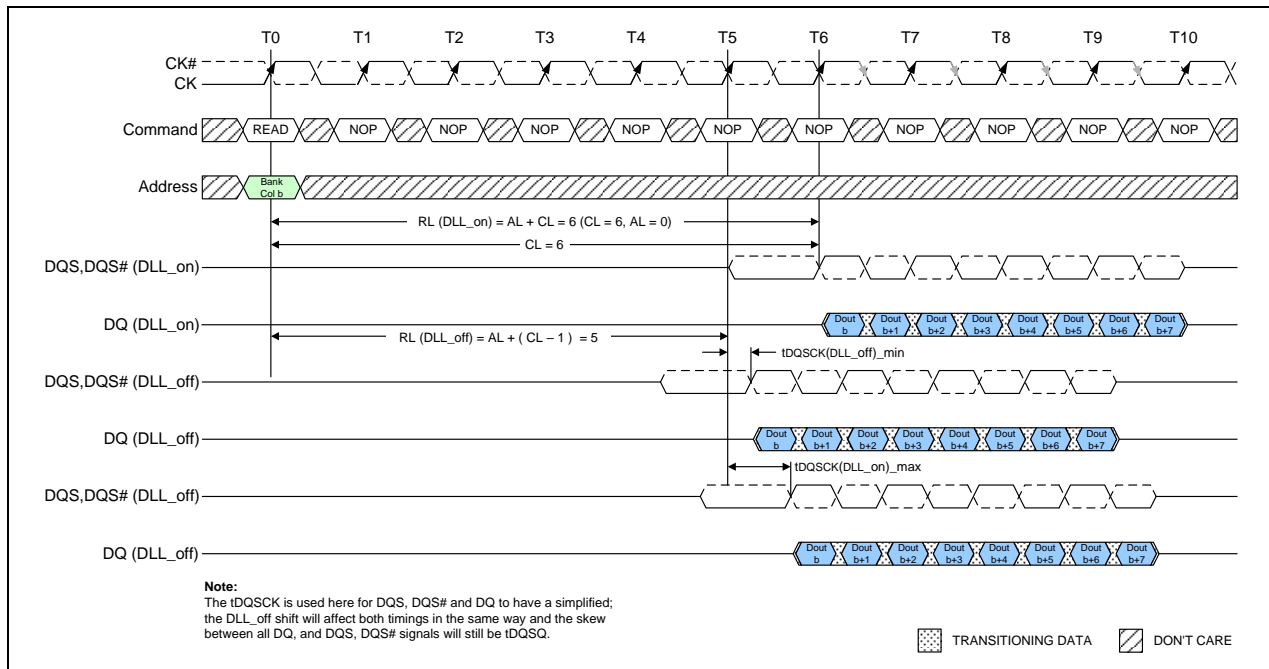 T0 T1 T2 T3 T4 T5 T6 T7 T8 T9 T10
CK#
CK
Command READ NOP NOP NOP NOP NOP NOP NOP NOP NOP NOP
Address Bank
Col b
RL (DLL_on) = AL + CL = 6 (CL = 6, AL = 0)
CL = 6
DQS,DQS# (DLL_on)
DQ (DLL_on) Dout Dout Dout Dout Dout Dout Dout Dout
b b+1 b+2 b+3 b+4 b+5 b+6 b+7
RL (DLL_off) = AL + ( CL – 1 ) = 5
tDQSCK(DLL_off)_min
DQS,DQS# (DLL_off)
DQ (DLL_off) Dout Dout Dout Dout Dout Dout Dout Dout
b b+1 b+2 b+3 b+4 b+5 b+6 b+7
tDQSCK(DLL_on)_max
DQS,DQS# (DLL_off)
DQ (DLL_off) Dout Dout Dout Dout Dout Dout Dout Dout
b b+1 b+2 b+3 b+4 b+5 b+6 b+7
Note:
The tDQSCK is used here for DQS, DQS# and DQ to have a simplified;
the DLL_off shift will affect both timings in the same way and the skew
between all DQ, and DQS, DQS# signals will still be tDQSQ.
TRANSITIONING DATA DON'T CARE